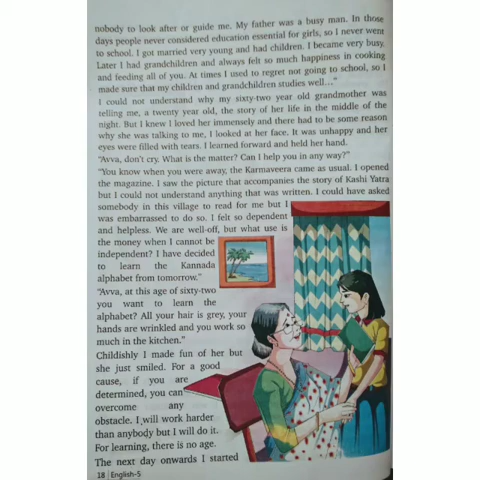 nobody to look after or guide me. My father was a busy man. In those
days people never considered education essential for girls, so I never went
to school. I got married very young and had children. I became very busy.
Later I had grandchildren and always felt so much happiness in cooking
and feeding all of you. At times I used to regret not going to school, so I
made sure that my children and grandchildren studies well..."
I could not understand why my sixty-two year old grandmother was
telling me, a twenty year old, the story of her life in the middle of the
night. But I knew I loved her immensely and there had to be some reason
why she was talking to me, I looked at her face. It was unhappy and her
eyes were filled with tears. I learned forward and held her hand.
"Avva, don't cry. What is the matter? Can I help you in any way?"
"You know when you were away, the Karmaveera came as usual. I opened
the magazine. I saw the picture that accompanies the story of Kashi Yatra
but I could not understand anything that was written. I could have asked
somebody in this village to read for me but I
was embarrassed to do so. I felt so dependent
and helpless. We are well-off, but what use is
the money when I cannot be
independent? I have decided
to learn the Kannada
alphabet from tomorrow."
"Avva, at this age of sixty-two
you want to learn the
alphabet? All your hair is grey, your
hands are wrinkled and you work so
much in the kitchen."
Childishly I made fun of her but
she just smiled. For a good
cause, if you are
determined, you can
overcome any
obstacle. I will work harder
than anybody but I will do it.
For learning, there is no age.
The next day onwards I started
18 English-5